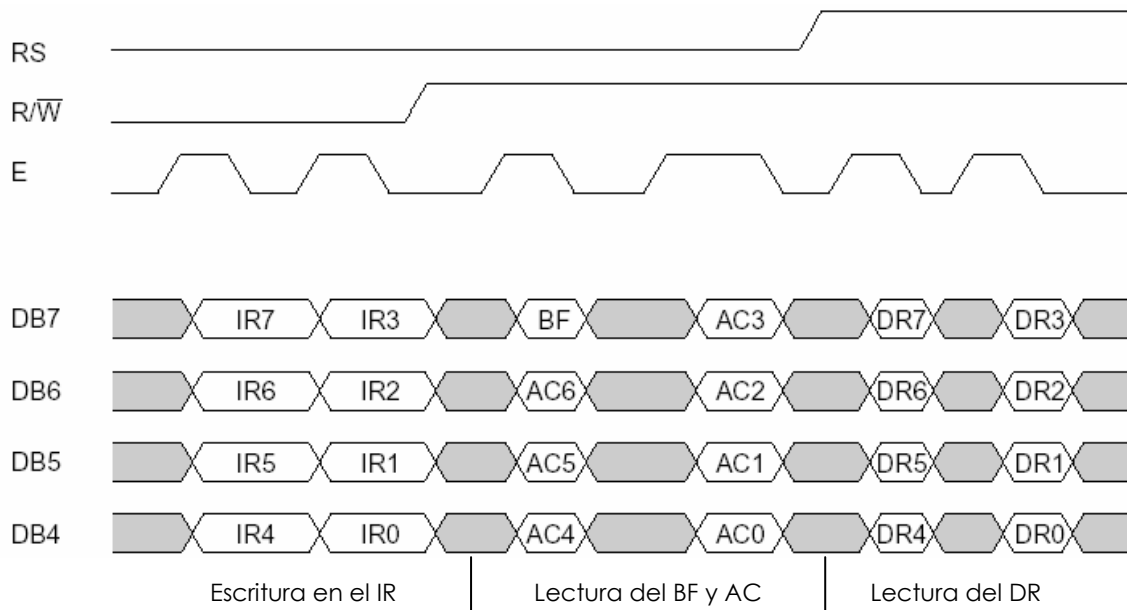 RS
R/W̅
E
DB7 IR7 IR3 BF AC3 DR7 DR3
DB6 IR6 IR2 AC6 AC2 DR6 DR2
DB5 IR5 IR1 AC5 AC1 DR5 DR1
DB4 IR4 IR0 AC4 AC0 DR4 DR0
Escritura en el IR Lectura del BF y AC Lectura del DR